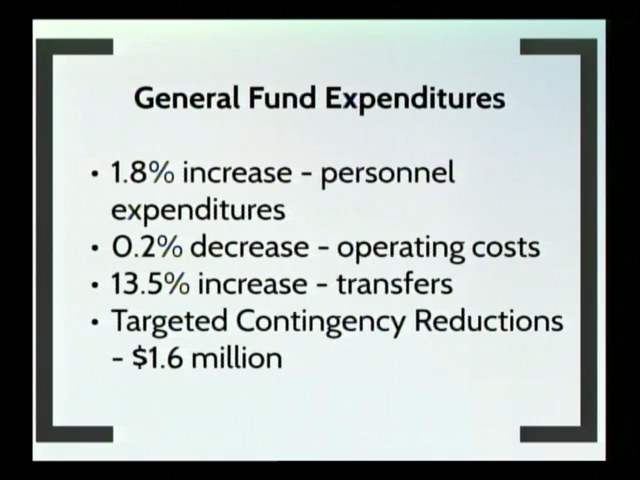 General Fund Expenditures
• 1.8% increase - personnel
expenditures
• 0.2% decrease - operating costs
• 13.5% increase - transfers
• Targeted Contingency Reductions
- $1.6 million